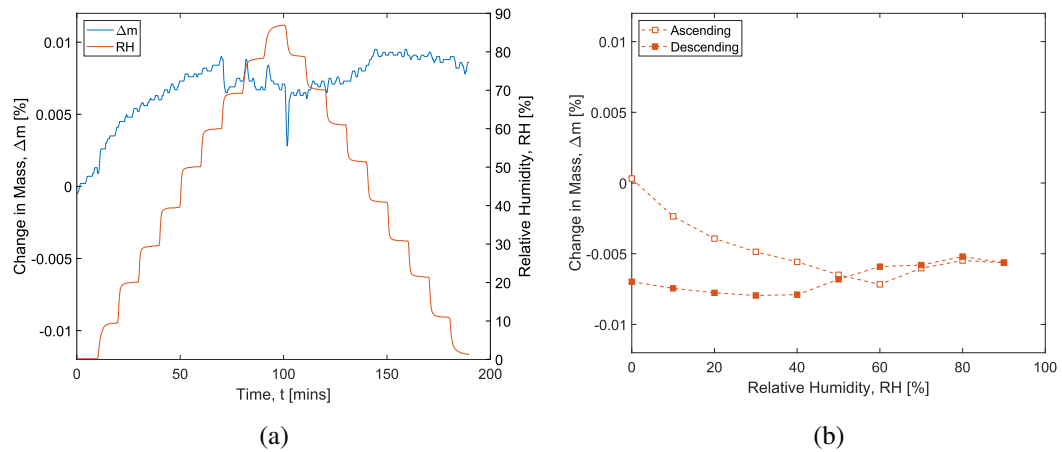 Δm
RH
0.01
0.005
0
-0.005
-0.01
Change in Mass, Δm [%]
90
80
70
60
50
40
30
20
10
0
Relative Humidity, RH [%]
0 50 100 150 200
Time, t [mins]
(a)
Ascending
Descending
0.01
0.005
0
-0.005
-0.01
Change in Mass, Δm [%]
0 20 40 60 80 100
Relative Humidity, RH [%]
(b)